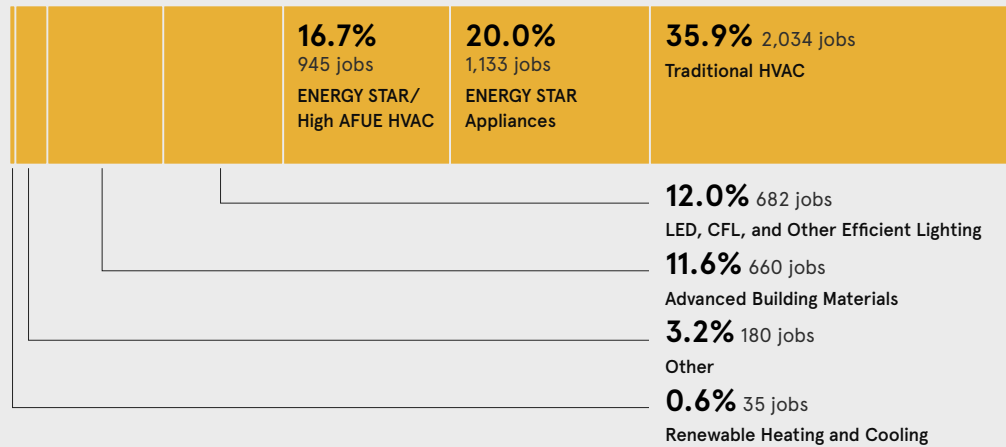 16.7%
945 jobs
ENERGY STAR/
High AFUE HVAC
20.0%
1,133 jobs
ENERGY STAR
Appliances
35.9% 2,034 jobs
Traditional HVAC
12.0% 682 jobs
LED, CFL, and Other Efficient Lighting
11.6% 660 jobs
Advanced Building Materials
3.2% 180 jobs
Other
0.6% 35 jobs
Renewable Heating and Cooling